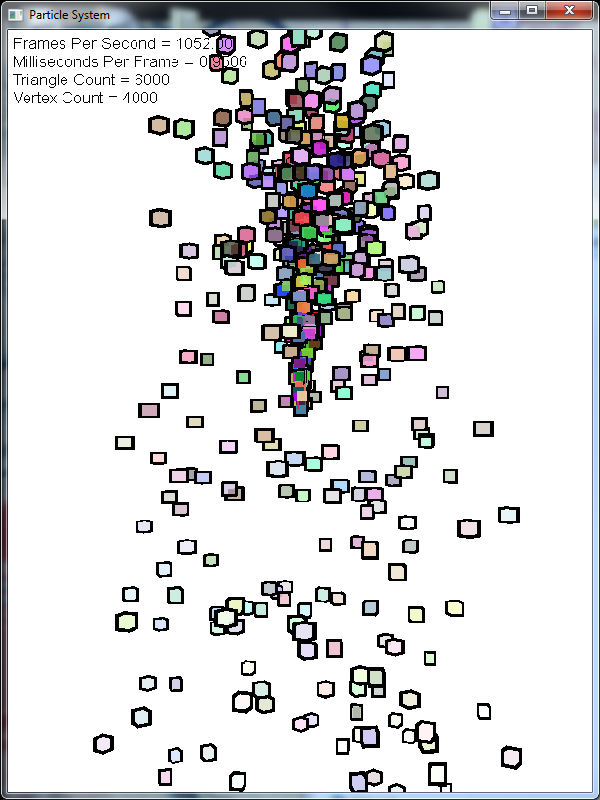 Particle System
Frames Per Second = 1052.00
Milliseconds Per Frame = 0.9506
Triangle Count = 6000
Vertex Count = 4000